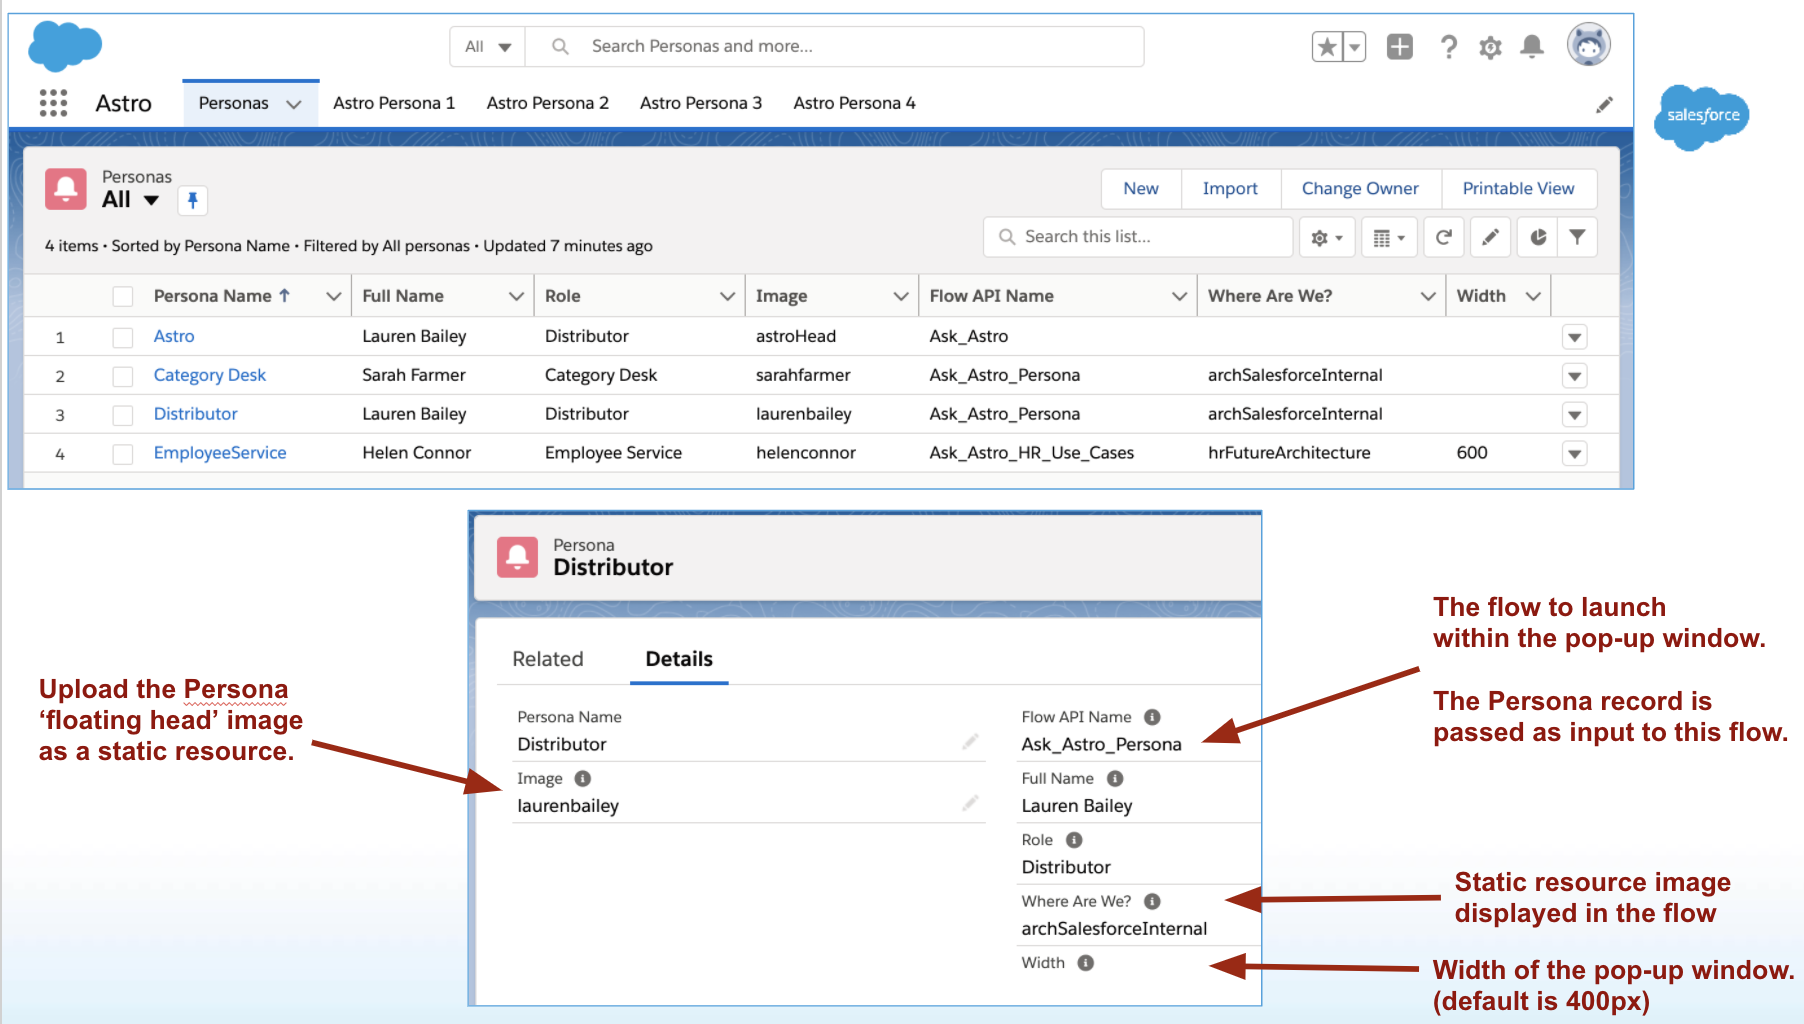 All Search Personas and more...
Astro Personas Astro Persona 1 Astro Persona 2 Astro Persona 3 Astro Persona 4
salesforce
Personas
All
New Import Change Owner Printable View
4 items • Sorted by Persona Name • Filtered by All personas • Updated 7 minutes ago
Search this list...
Persona Name ↑ Full Name Role Image Flow API Name Where Are We? Width
1 Astro Lauren Bailey Distributor astroHead Ask_Astro
2 Category Desk Sarah Farmer Category Desk sarahfarmer Ask_Astro_Persona archSalesforceInternal
3 Distributor Lauren Bailey Distributor laurenbailey Ask_Astro_Persona archSalesforceInternal
4 EmployeeService Helen Connor Employee Service helenconnor Ask_Astro_HR_Use_Cases hrFutureArchitecture 600
Persona
Distributor
Related Details
Persona Name
Distributor
Image
laurenbailey
Flow API Name
Ask_Astro_Persona
Full Name
Lauren Bailey
Role
Distributor
Where Are We?
archSalesforceInternal
Width
Upload the Persona
‘floating head’ image
as a static resource.
The flow to launch
within the pop-up window.
The Persona record is
passed as input to this flow.
Static resource image
displayed in the flow
Width of the pop-up window.
(default is 400px)